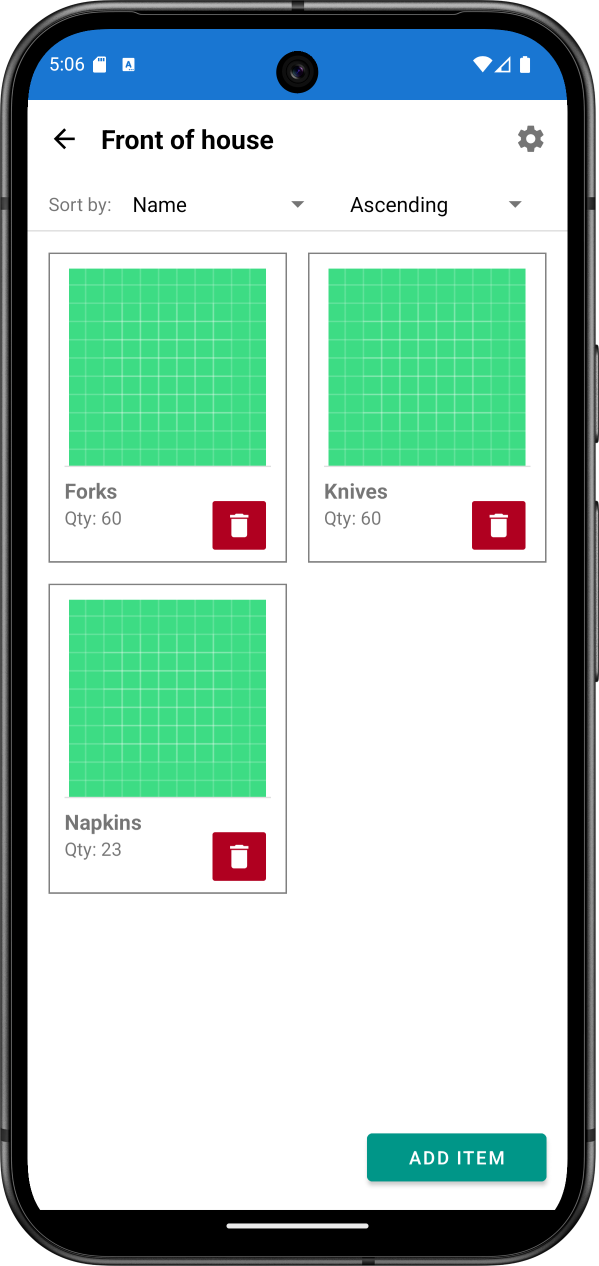 5:06
Front of house
Sort by: Name Ascending
Forks
Qty: 60
Knives
Qty: 60
Napkins
Qty: 23
ADD ITEM